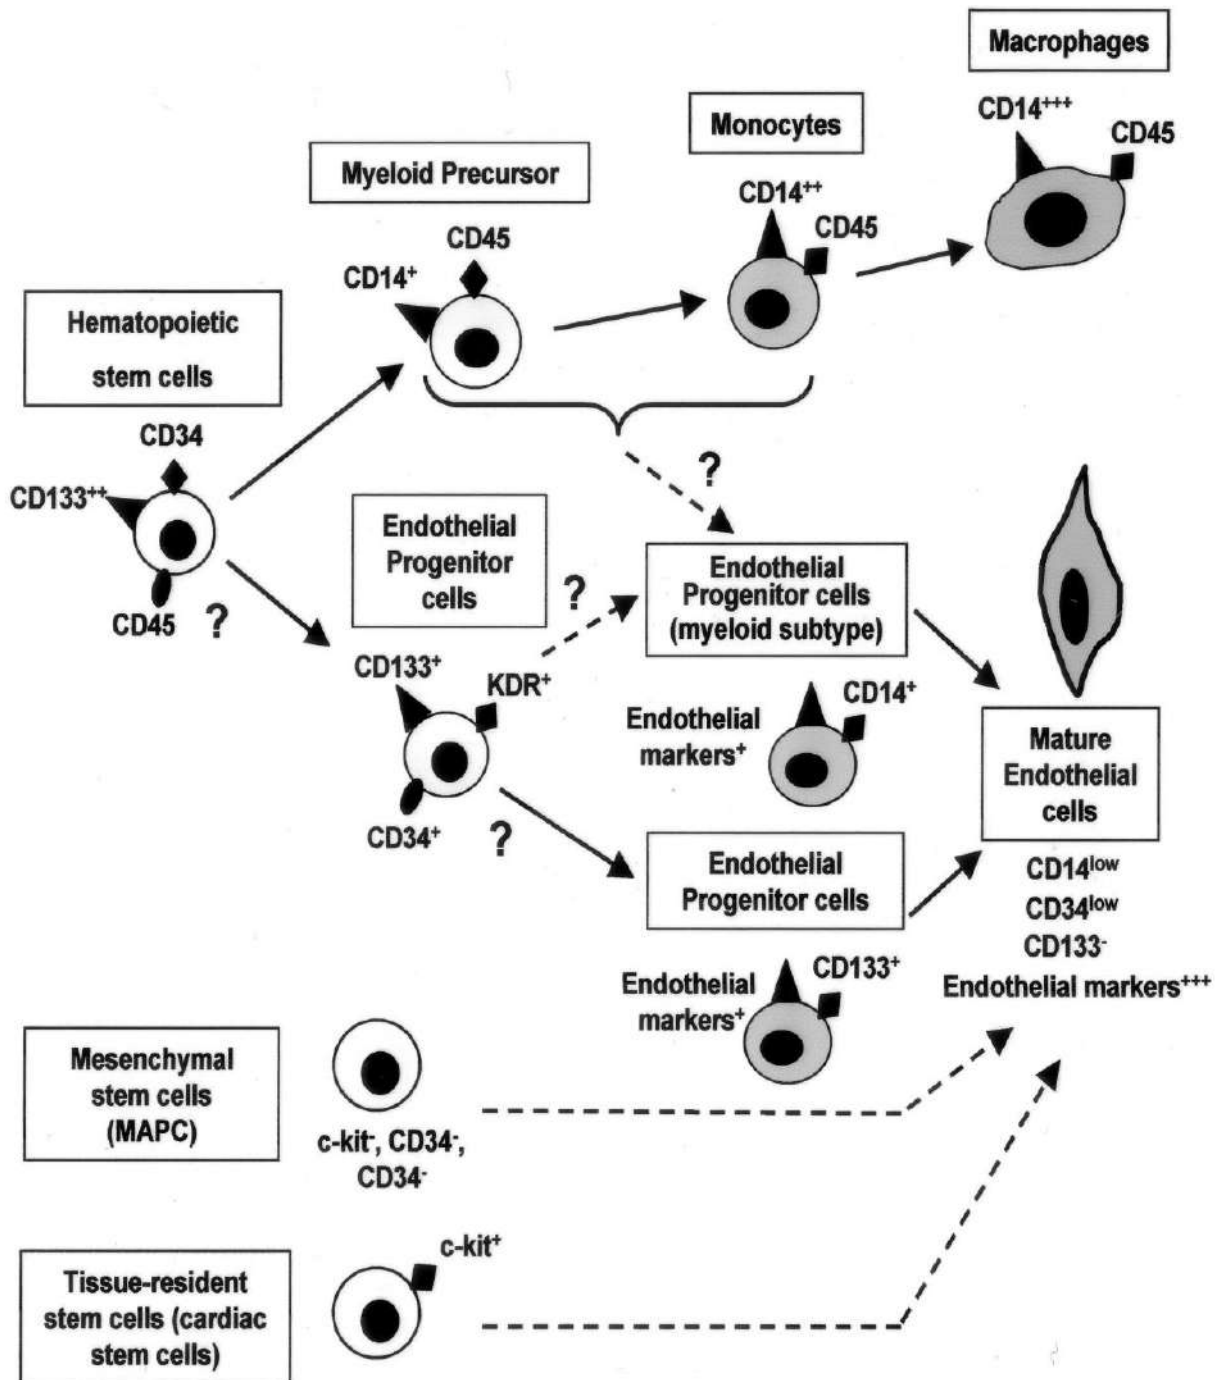 Macrophages
CD14+++
CD45
Monocytes
CD14++
CD45
Myeloid Precursor
CD45
CD14+
Hematopoietic
stem cells
CD34
CD133++
CD45
?
?
Endothelial
Progenitor
cells
?
CD133+
KDR+
CD34+
?
Endothelial
Progenitor cells
(myeloid subtype)
CD14+
Endothelial
markers+
Endothelial
Progenitor cells
CD133+
Endothelial
markers+
Mature
Endothelial
cells
CD14low
CD34low
CD133-
Endothelial markers+++
Mesenchymal
stem cells
(MAPC)
c-kit-, CD34-,
CD34-
Tissue-resident
stem cells (cardiac
stem cells)
c-kit+